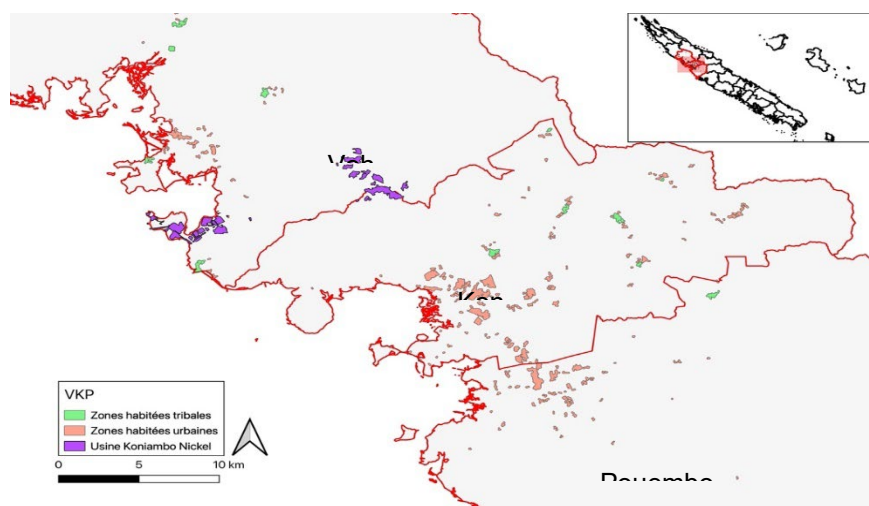 VKP
Zones habitées tribales
Zones habitées urbaines
Usine Koniambo Nickel
0 5 10 km